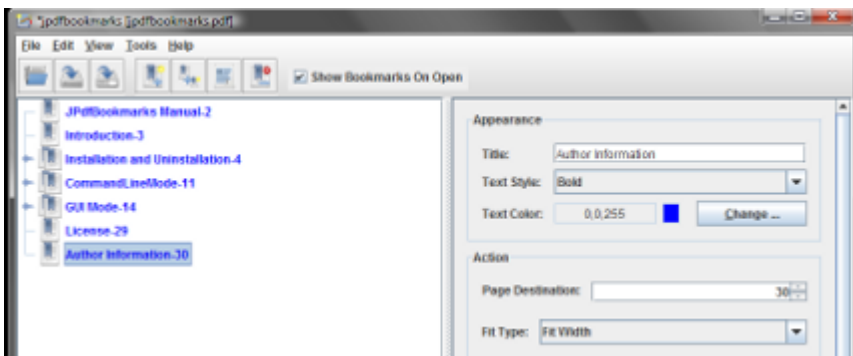 *jpdfbookmarks [jpdfbookmarks.pdf]
File Edit View Tools Help
Show Bookmarks On Open
JPdfBookmarks Manual-2
Introduction-3
Installation and Uninstallation-4
CommandLineMode-11
GUI Mode-14
License-29
Author Information-30
Appearance
Title: Author Information
Text Style: Bold
Text Color: 0,0,255 Change ...
Action
Page Destination: 30
Fit Type: Fit Width